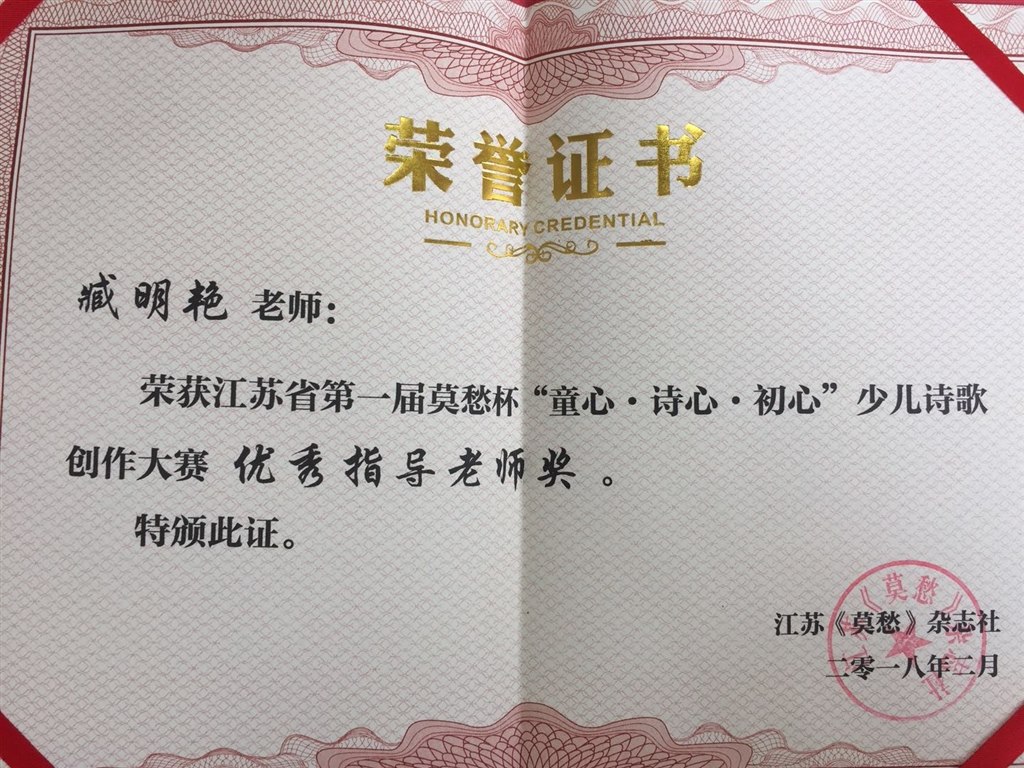 荣誉证书
HONORARY CREDENTIAL
臧明艳 老师：
荣获江苏省第一届莫愁杯“童心·诗心·初心”少儿诗歌
创作大赛 优秀指导老师奖 。
特颁此证。
江苏《莫愁》杂志社
二零一八年二月
《莫愁》